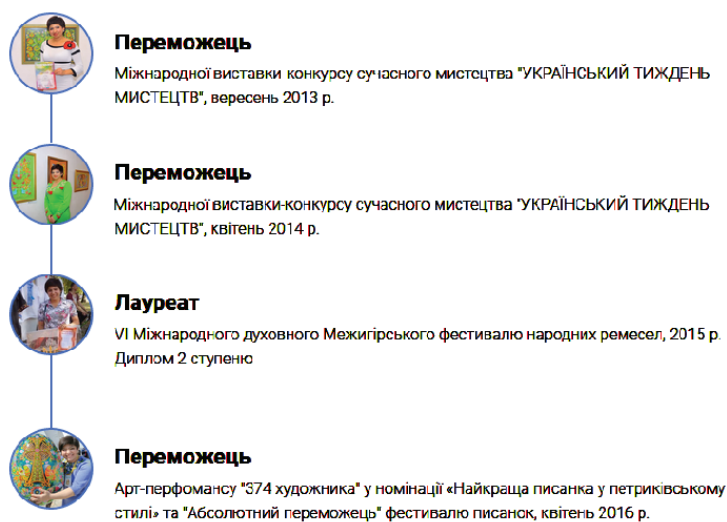 Переможець
Міжнародної виставки-конкурсу сучасного мистецтва "УКРАЇНСЬКИЙ ТИЖДЕНЬ
МИСТЕЦТВ", вересень 2013 р.
Переможець
Міжнародної виставки-конкурсу сучасного мистецтва "УКРАЇНСЬКИЙ ТИЖДЕНЬ
МИСТЕЦТВ", квітень 2014 р.
Лауреат
VI Міжнародного духовного Межигірського фестивалю народних ремесел, 2015 р.
Диплом 2 ступеню
Переможець
Арт-перфомансу "374 художника" у номінації «Найкраща писанка у петриківському
стилі» та "Абсолютний переможець" фестивалю писанок, квітень 2016 р.